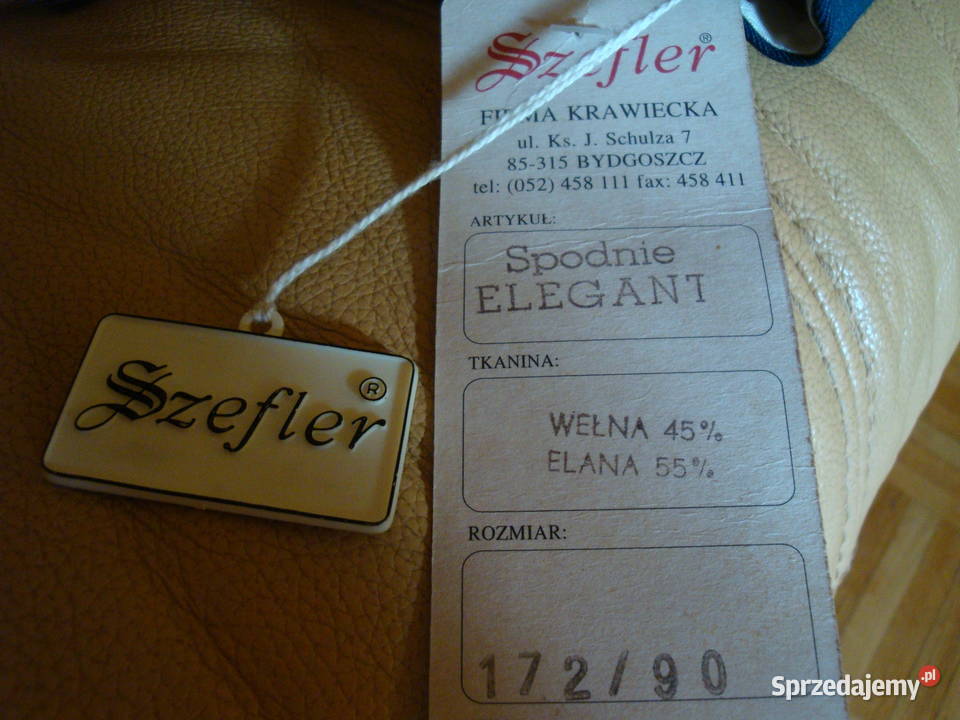 Szefler®
FIRMA KRAWIECKA
ul. Ks. J. Schulza 7
85-315 BYDGOSZCZ
tel: (052) 458 111 fax: 458 411
ARTYKUŁ:
Spodnie
ELEGANT
TKANINA:
WEŁNA 45%
ELANA 55%
ROZMIAR:
172/90
Szefler®
Sprzedajemy.pl